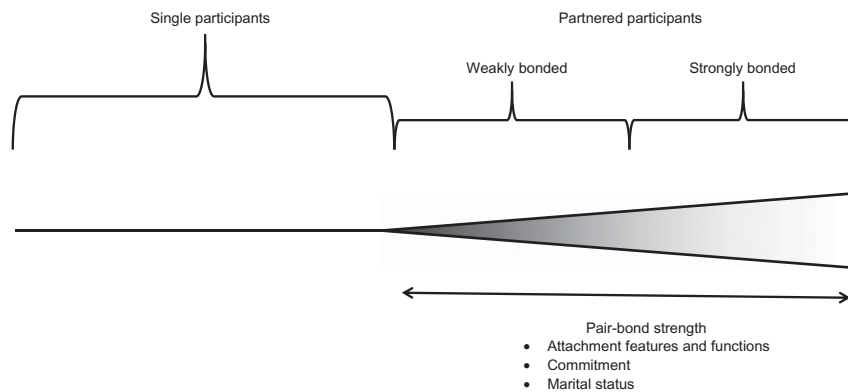 Single participants
Partnered participants
Weakly bonded
Strongly bonded
Pair-bond strength
• Attachment features and functions
• Commitment
• Marital status